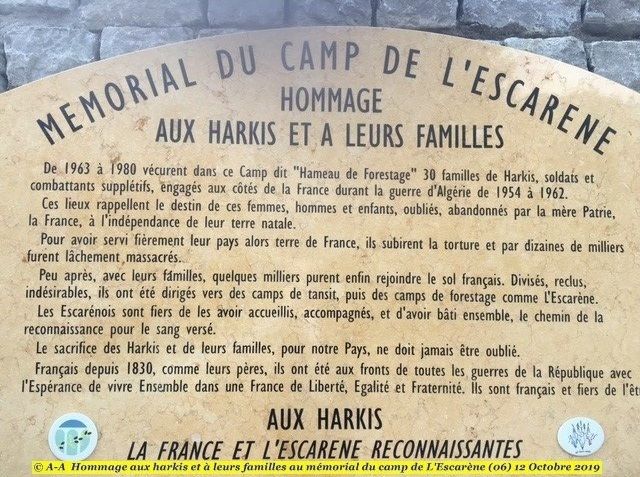 MEMORIAL DU CAMP DE L'ESCARENE
HOMMAGE
AUX HARKIS ET A LEURS FAMILLES
De 1963 à 1980 vécurent dans ce Camp dit "Hameau de Forestage" 30 familles de Harkis, soldats et
combattants supplétifs, engagés aux côtés de la France durant la guerre d'Algérie de 1954 à 1962.
Ces lieux rappellent le destin de ces femmes, hommes et enfants, oubliés, abandonnés par la mère Patrie,
la France, à l'indépendance de leur terre natale.
Pour avoir servi fièrement leur pays alors terre de France, ils subirent la torture et par dizaines de milliers
furent lâchement massacrés.
Peu après, avec leurs familles, quelques milliers purent enfin rejoindre le sol français. Divisés, reclus,
indésirables, ils ont été dirigés vers des camps de tansit, puis des camps de forestage comme L'Escarène.
Les Escarénois sont fiers de les avoir accueillis, accompagnés, et d'avoir bâti ensemble, le chemin de la
reconnaissance pour le sang versé.
Le sacrifice des Harkis et de leurs familles, pour notre Pays, ne doit jamais être oublié.
Français depuis 1830, comme leurs pères, ils ont été aux fronts de toutes les guerres de la République avec
l'Espérance de vivre Ensemble dans une France de Liberté, Egalité et Fraternité. Ils sont français et fiers de
AUX HARKIS
LA FRANCE ET L'ESCARENE RECONNAISSANTES
© A-A Hommage aux harkis et à leurs familles au mémorial du camp de L'Escarène (06) 12 Octobre 2019